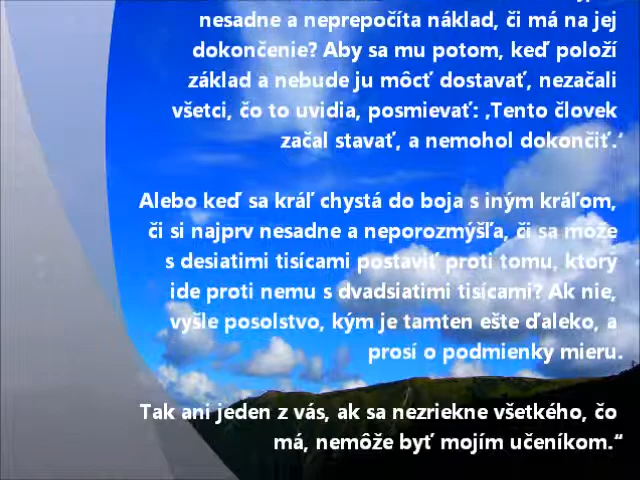 nesadne a neprepočíta náklad, či má na jej
dokončenie? Aby sa mu potom, keď položí
základ a nebude ju môcť dostavať, nezačali
všetci, čo to uvidia, posmievať: ‚Tento človek
začal stavať, a nemohol dokončiť.‘
Alebo keď sa kráľ chystá do boja s iným kráľom,
či si najprv nesadne a neporozmýšľa, či sa môže
s desiatimi tisícami postaviť proti tomu, ktorý
ide proti nemu s dvadsiatimi tisícami? Ak nie,
vyšle posolstvo, kým je tamten ešte ďaleko, a
prosí o podmienky mieru.
Tak ani jeden z vás, ak sa nezriekne všetkého, čo
má, nemôže byť mojím učeníkom.“